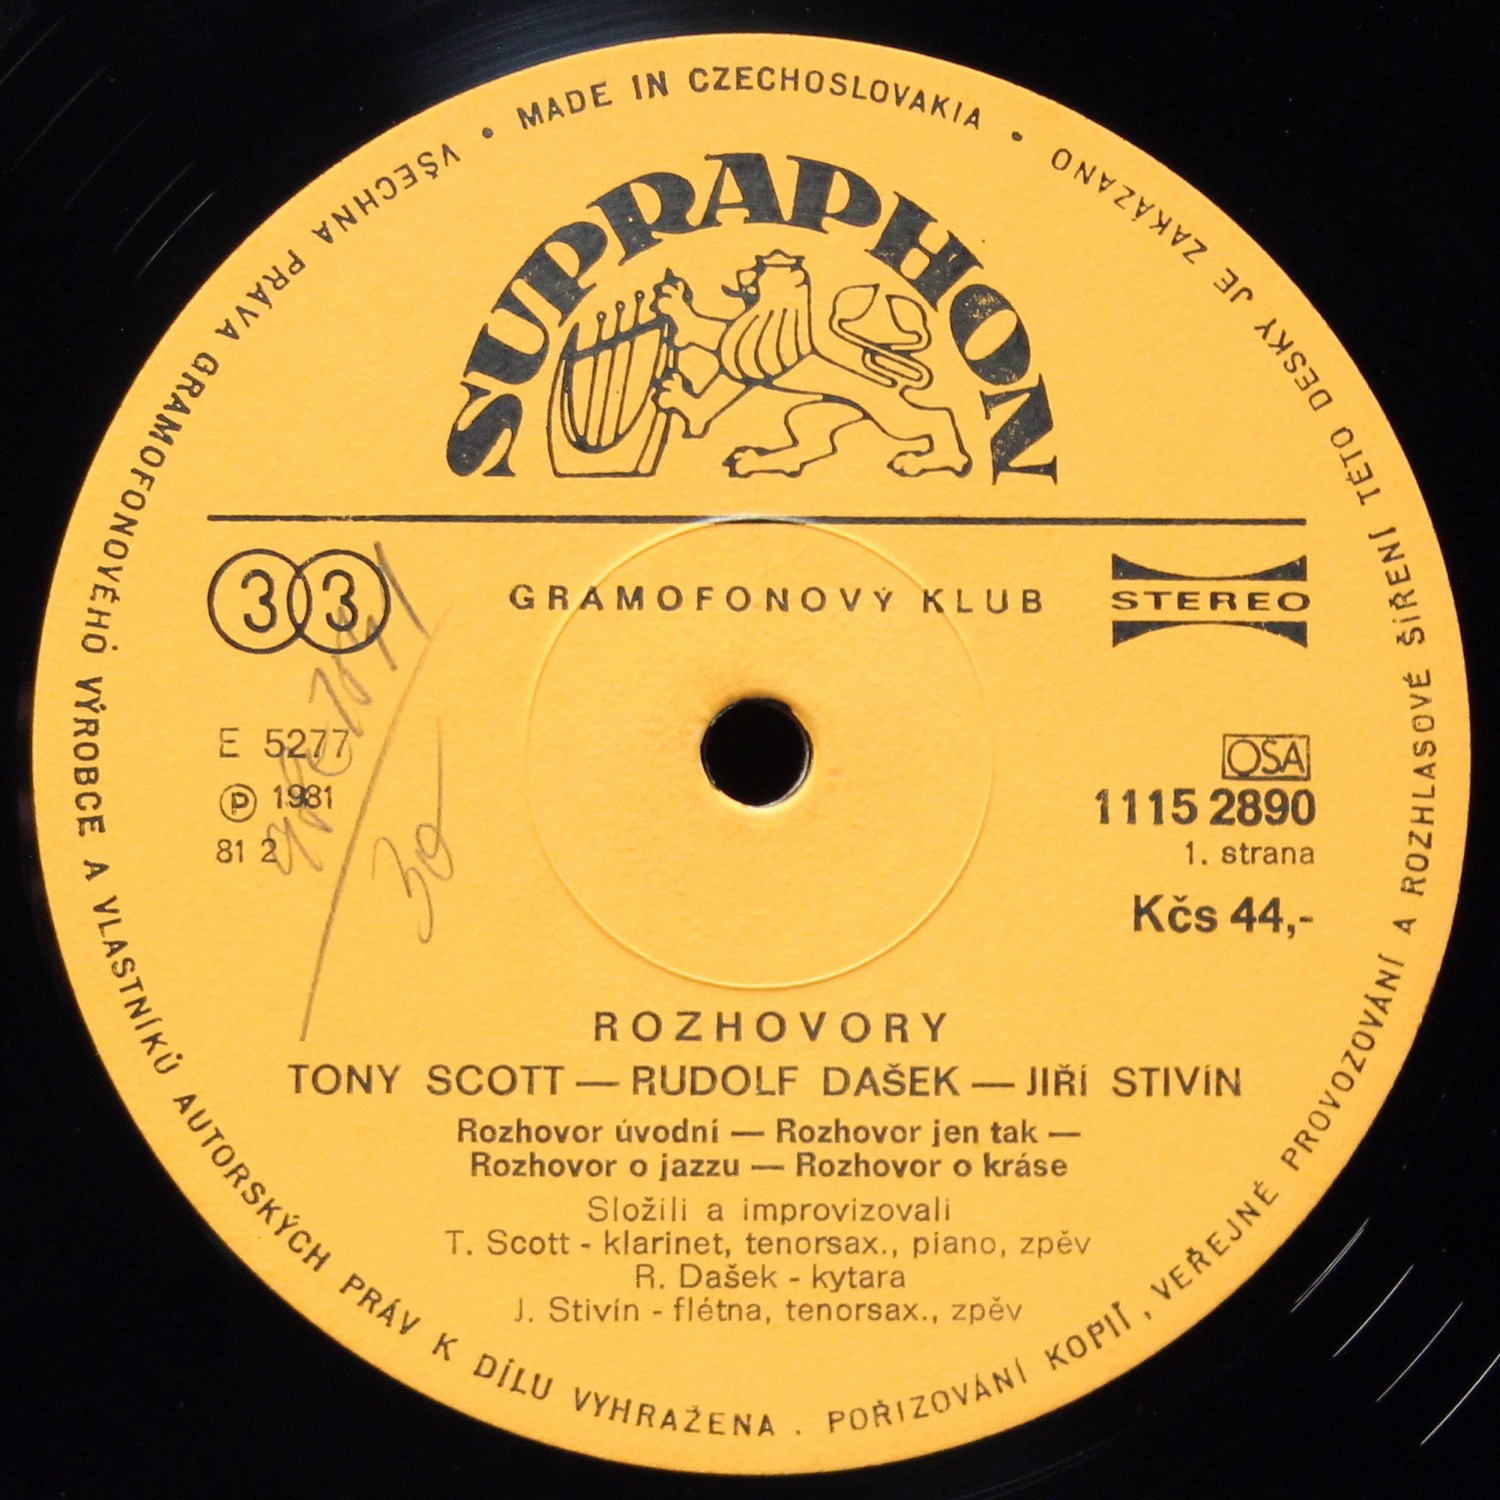 VŠECHNA PRÁVA GRAMOFONOVÉHO VÝROBCE A VLASTNÍKŮ AUTORSKÝCH PRÁV K DÍLU VYHRAŽENA . POŘIZOVÁNÍ KOPIÍ, VEŘEJNÉ PROVOZOVÁNÍ A ROZHLASOVÉ ŠÍŘENÍ TÉTO DESKY JE ZAKÁZÁNO
• MADE IN CZECHOSLOVAKIA •
SUPRAPHON
33
GRAMOFONOVÝ KLUB
STEREO
E 5277
℗ 1981
81 2
30
OSA
1115 2890
1. strana
Kčs 44,-
ROZHOVORY
TONY SCOTT — RUDOLF DAŠEK — JIŘÍ STIVÍN
Rozhovor úvodní — Rozhovor jen tak —
Rozhovor o jazzu — Rozhovor o kráse
Složili a improvizovali
T. Scott - klarinet, tenorsax., piano, zpěv
R. Dašek - kytara
J. Stivín - flétna, tenorsax., zpěv